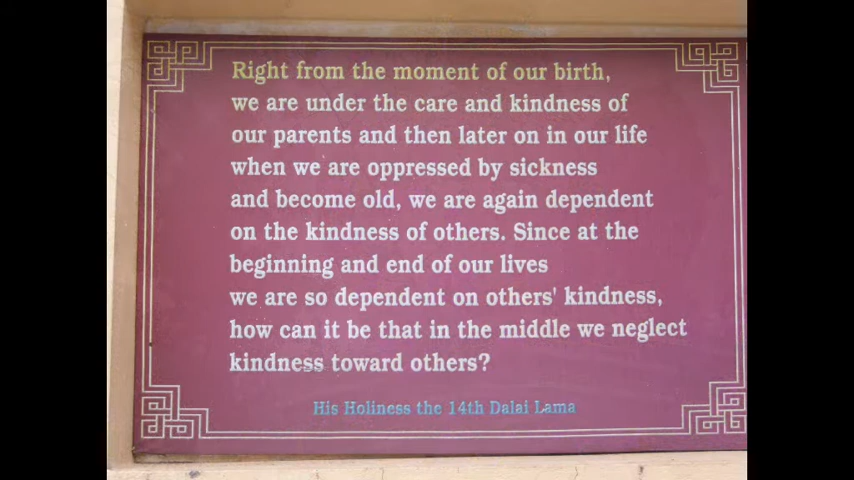 Right from the moment of our birth,
we are under the care and kindness of
our parents and then later on in our life
when we are oppressed by sickness
and become old, we are again dependent
on the kindness of others. Since at the
beginning and end of our lives
we are so dependent on others' kindness,
how can it be that in the middle we neglect
kindness toward others?
His Holiness the 14th Dalai Lama